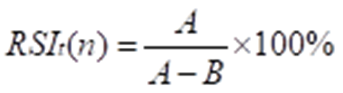 RSIₜ(n) = A / (A − B) × 100%